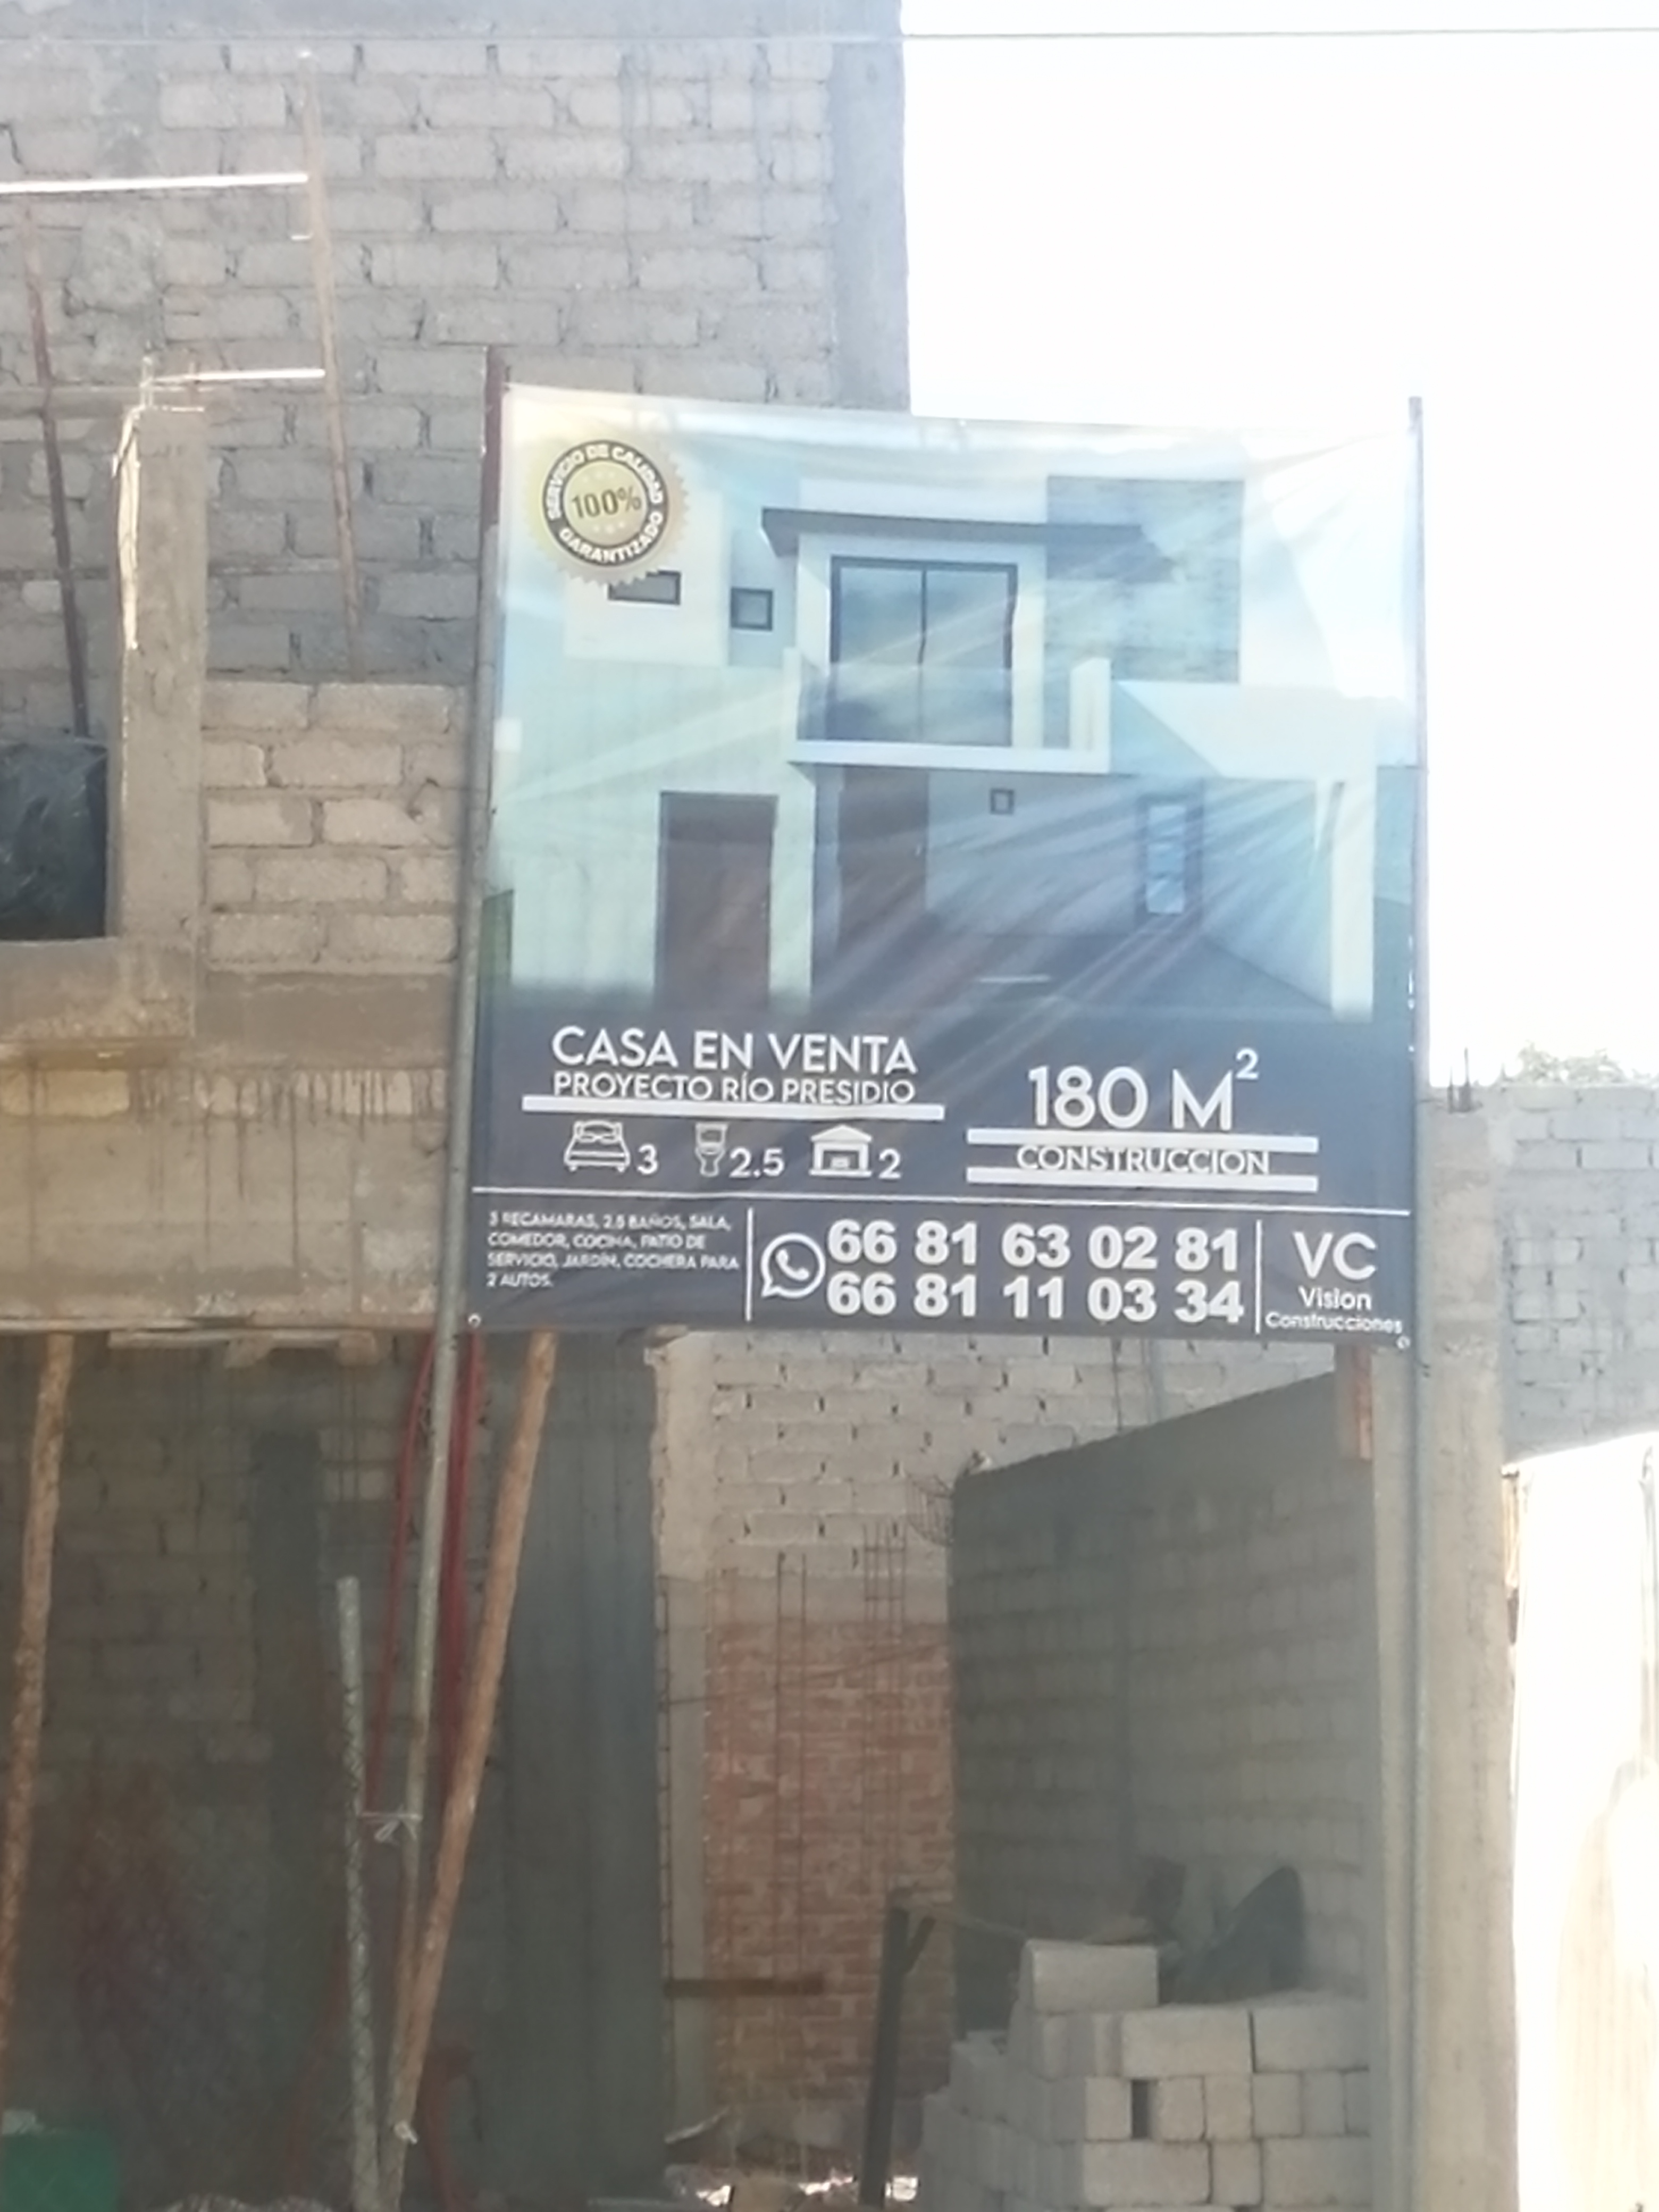 SERVICIO DE CALIDAD
100%
GARANTIZADO
CASA EN VENTA
PROYECTO RÍO PRESIDIO
3 2.5 2
180 M²
CONSTRUCCION
3 RECAMARAS, 2.5 BAÑOS, SALA,
COMEDOR, COCINA, PATIO DE
SERVICIO, JARDIN, COCHERA PARA
2 AUTOS.
66 81 63 02 81
66 81 11 03 34
VC
Vision
Construcciones